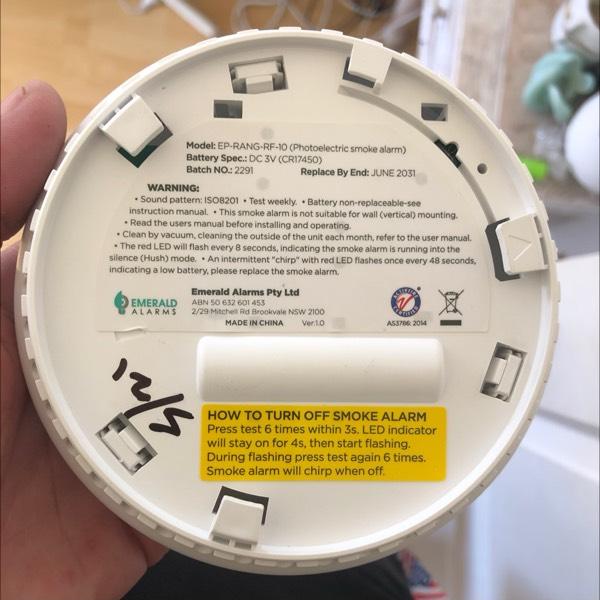 Model: EP-RANG-RF-10 (Photoelectric smoke alarm)
Battery Spec.: DC 3V (CR17450)
Batch NO.: 2291 Replace By End: JUNE 2031
WARNING:
• Sound pattern: ISO8201 • Test weekly. • Battery non-replaceable-see
instruction manual. • This smoke alarm is not suitable for wall (vertical) mounting.
• Read the users manual before installing and operating.
• Clean by vacuum, cleaning the outside of the unit each month, refer to the user manual.
• The red LED will flash every 8 seconds, indicating the smoke alarm is running into the
silence (Hush) mode. • An intermittent "chirp" with red LED flashes once every 48 seconds,
indicating a low battery, please replace the smoke alarm.
EMERALD
ALARMS
Emerald Alarms Pty Ltd
ABN 50 632 601 453
2/29 Mitchell Rd Brookvale NSW 2100
MADE IN CHINA Ver1.0
AS3786: 2014
12/5
HOW TO TURN OFF SMOKE ALARM
Press test 6 times within 3s. LED indicator
will stay on for 4s, then start flashing.
During flashing press test again 6 times.
Smoke alarm will chirp when off.